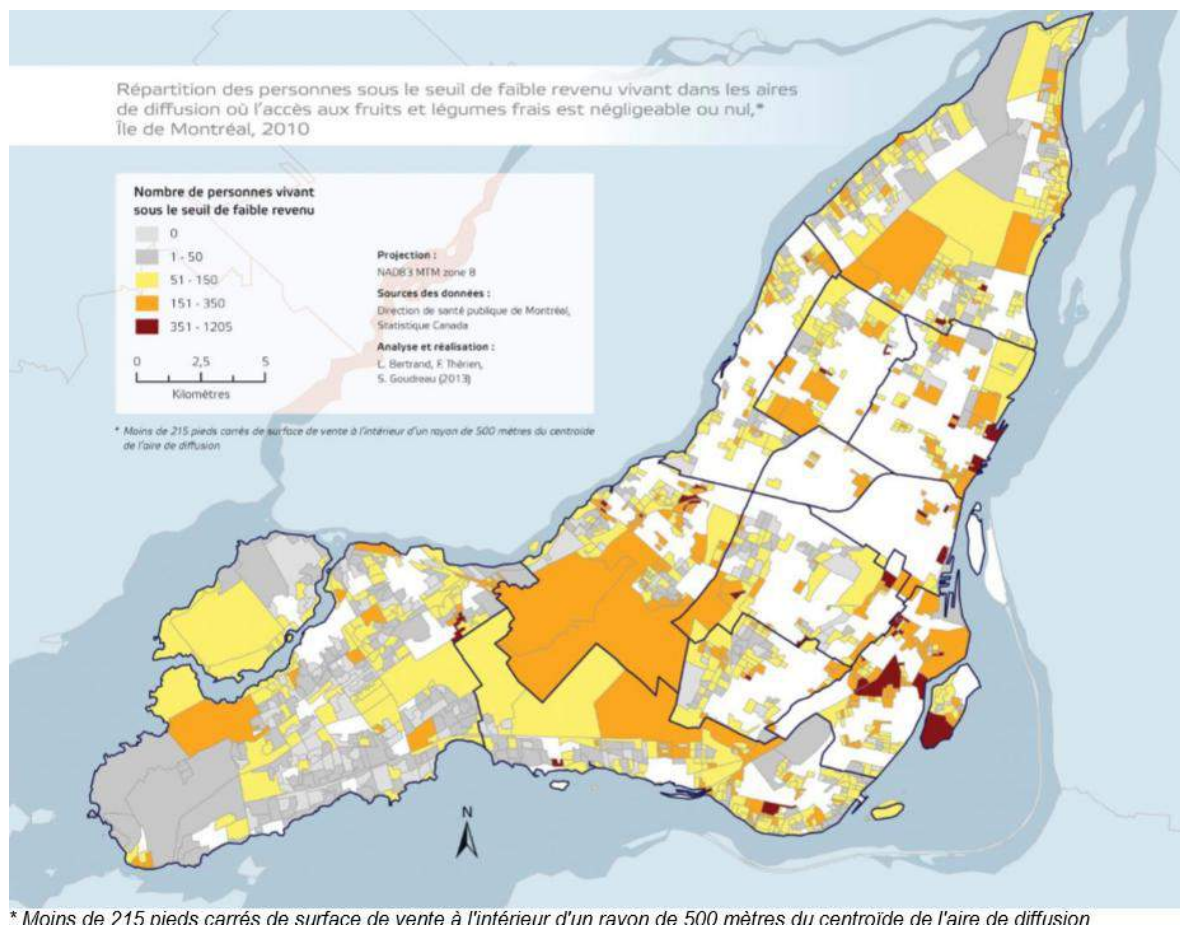 Répartition des personnes sous le seuil de faible revenu vivant dans les aires
de diffusion où l'accès aux fruits et légumes frais est négligeable ou nul,*
Île de Montréal, 2010
Nombre de personnes vivant
sous le seuil de faible revenu
0
1 - 50
51 - 150
151 - 350
351 - 1205
0 2,5 5
Kilomètres
Projection :
NAD83 MTM zone 8
Sources des données :
Direction de santé publique de Montréal,
Statistique Canada
Analyse et réalisation :
L. Bertrand, F. Thérien,
S. Goudreau (2013)
* Moins de 215 pieds carrés de surface de vente à l'intérieur d'un rayon de 500 mètres du centroïde
de l'aire de diffusion
N
* Moins de 215 pieds carrés de surface de vente à l'intérieur d'un rayon de 500 mètres du centroïde de l'aire de diffusion